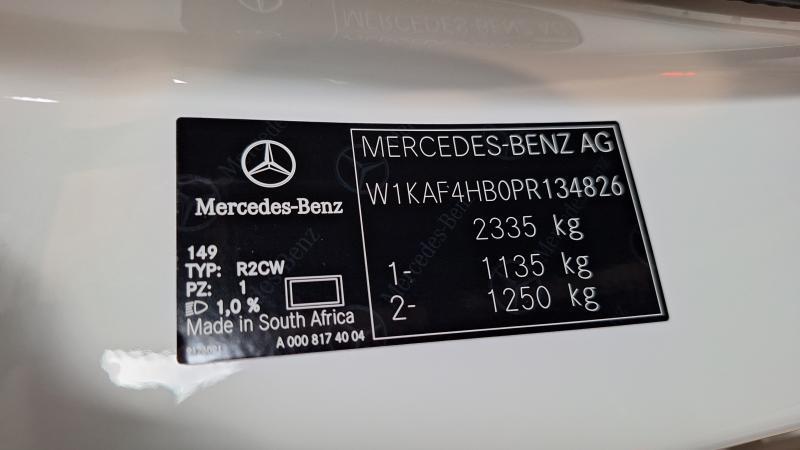 Mercedes-Benz
149
TYP: R2CW
PZ: 1
1,0 %
Made in South Africa
A 000 817 40 04
MERCEDES-BENZ AG
W1KAF4HB0PR134826
2335 kg
1- 1135 kg
2- 1250 kg